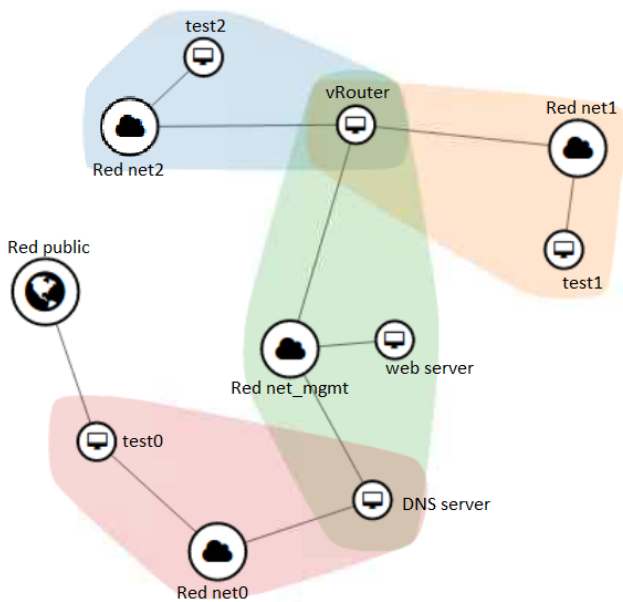 test2
vRouter
Red net1
Red net2
Red public
test1
web server
Red net_mgmt
test0
DNS server
Red net0